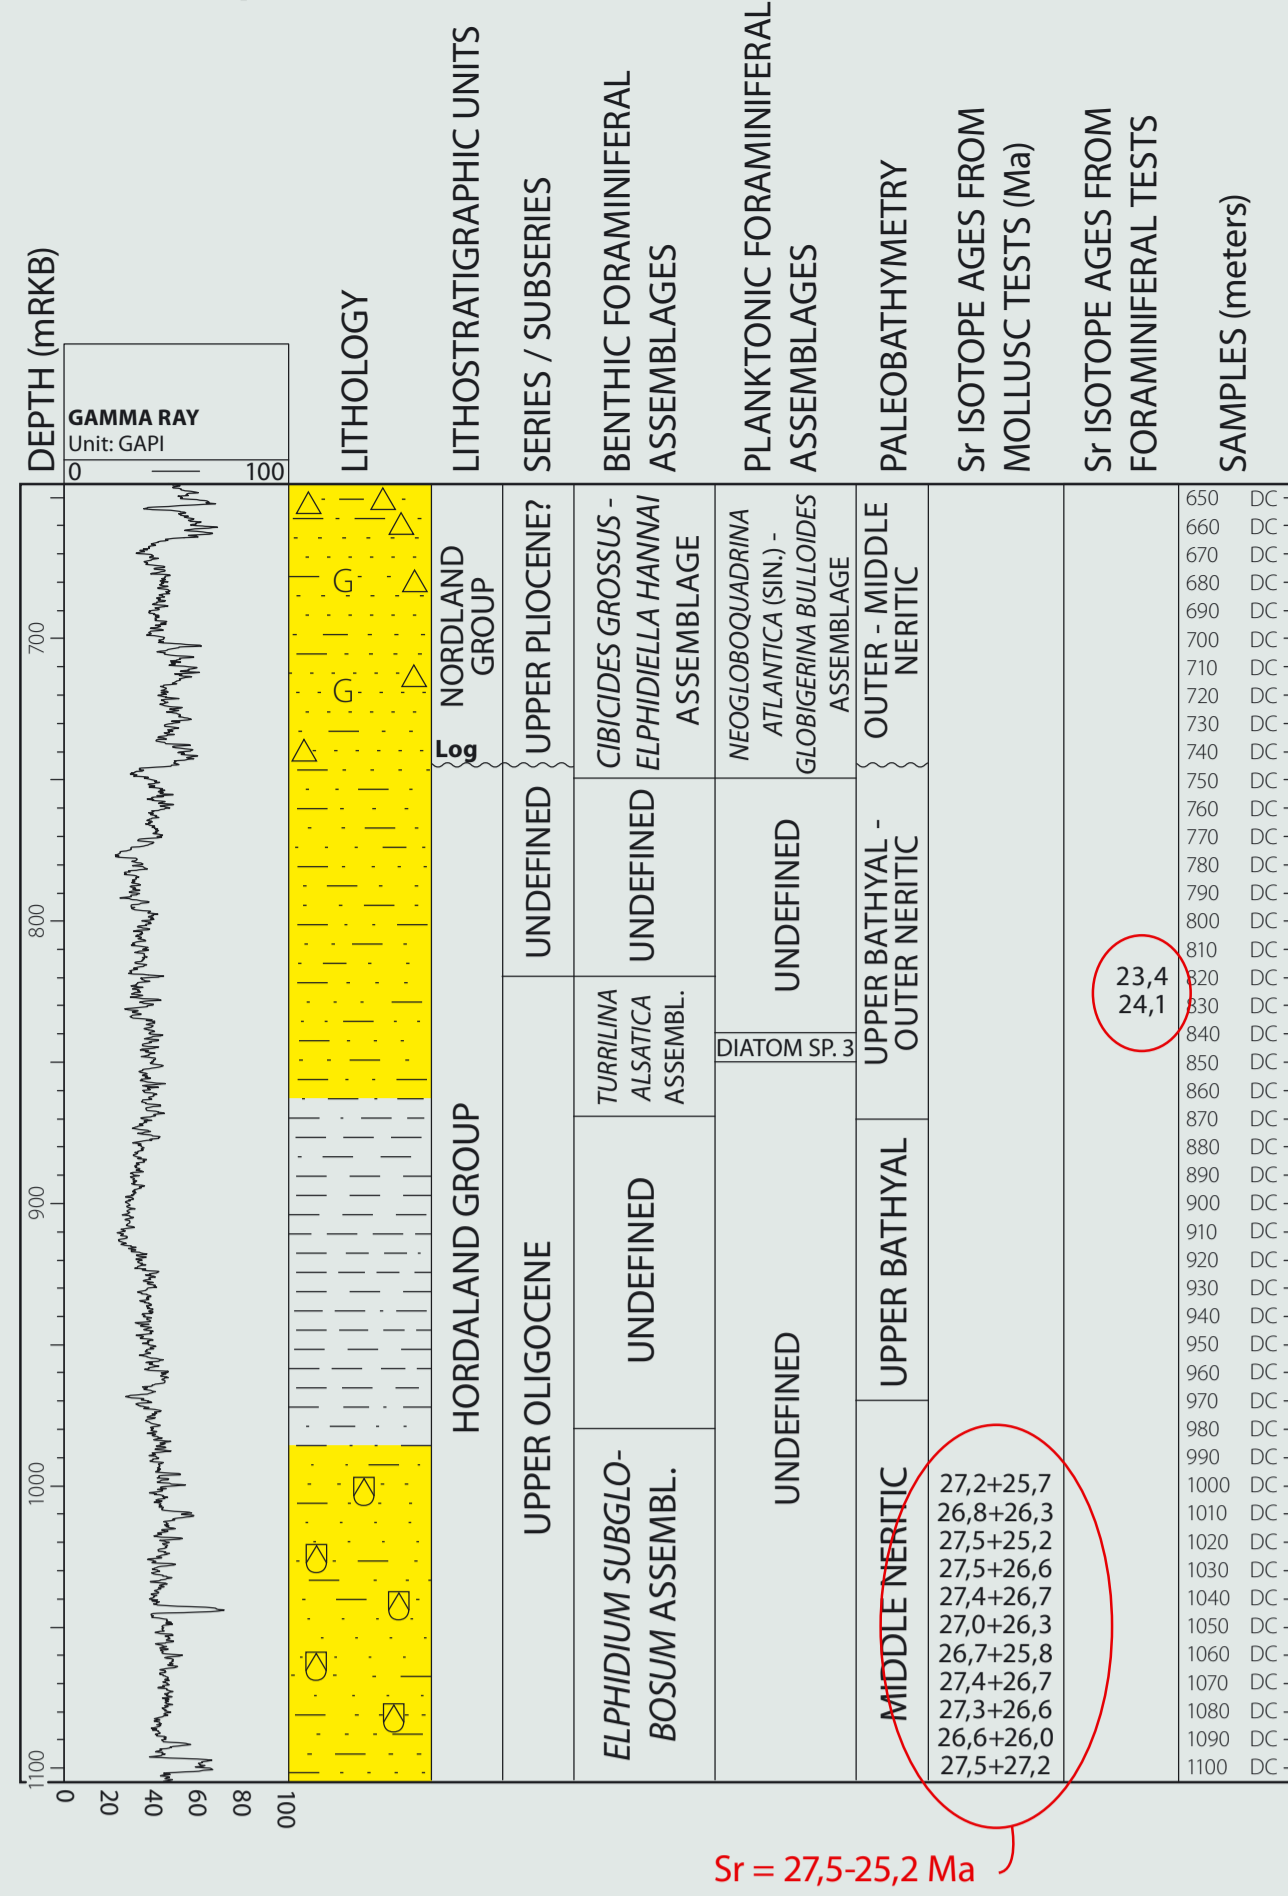 DEPTH (mRKB)
GAMMA RAY
Unit: GAPI
0 100
LITHOLOGY
LITHOSTRATIGRAPHIC UNITS
SERIES / SUBSERIES
BENTHIC FORAMINIFERAL
ASSEMBLAGES
PLANKTONIC FORAMINIFERAL
ASSEMBLAGES
PALEOBATHYMETRY
Sr ISOTOPE AGES FROM
MOLLUSC TESTS (Ma)
Sr ISOTOPE AGES FROM
FORAMINIFERAL TESTS
SAMPLES (meters)
700
800
900
1000
1100
G
G
NORDLAND
GROUP
Log
HORDALAND GROUP
UPPER PLIOCENE?
UNDEFINED
UPPER OLIGOCENE
CIBICIDES GROSSUS -
ELPHIDIELLA HANNAI
ASSEMBLAGE
UNDEFINED
TURRILINA
ALSATICA
ASSEMBL.
UNDEFINED
ELPHIDIUM SUBGLO-
BOSUM ASSEMBL.
NEOGLOBOQUADRINA
ATLANTICA (SIN.) -
GLOBIGERINA BULLOIDES
ASSEMBLAGE
UNDEFINED
DIATOM SP. 3
UNDEFINED
OUTER - MIDDLE
NERITIC
UPPER BATHYAL -
OUTER NERITIC
UPPER BATHYAL
MIDDLE NERITIC
27,2+25,7
26,8+26,3
27,5+25,2
27,5+26,6
27,4+26,7
27,0+26,3
26,7+25,8
27,4+26,7
27,3+26,6
26,6+26,0
27,5+27,2
23,4
24,1
650 DC
660 DC
670 DC
680 DC
690 DC
700 DC
710 DC
720 DC
730 DC
740 DC
750 DC
760 DC
770 DC
780 DC
790 DC
800 DC
810 DC
820 DC
830 DC
840 DC
850 DC
860 DC
870 DC
880 DC
890 DC
900 DC
910 DC
920 DC
930 DC
940 DC
950 DC
960 DC
970 DC
980 DC
990 DC
1000 DC
1010 DC
1020 DC
1030 DC
1040 DC
1050 DC
1060 DC
1070 DC
1080 DC
1090 DC
1100 DC
0 20 40 60 80 100
Sr = 27,5-25,2 Ma